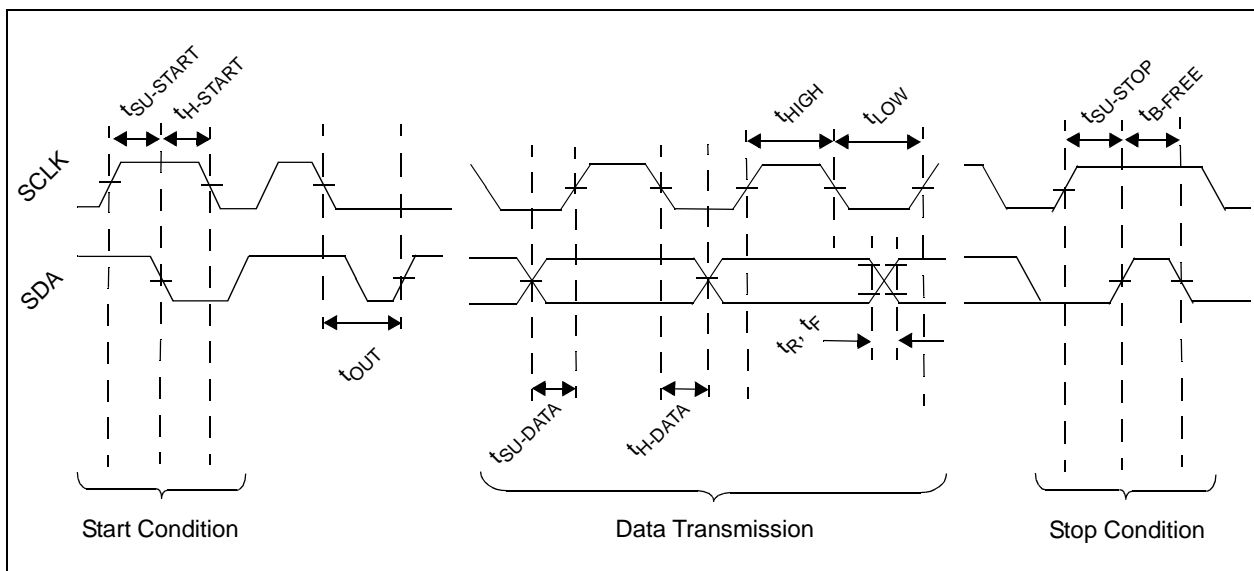 tSU-START
tH-START
tHIGH
tLOW
tSU-STOP
tB-FREE
SCLK
SDA
tOUT
tR, tF
tSU-DATA
tH-DATA
Start Condition
Data Transmission
Stop Condition